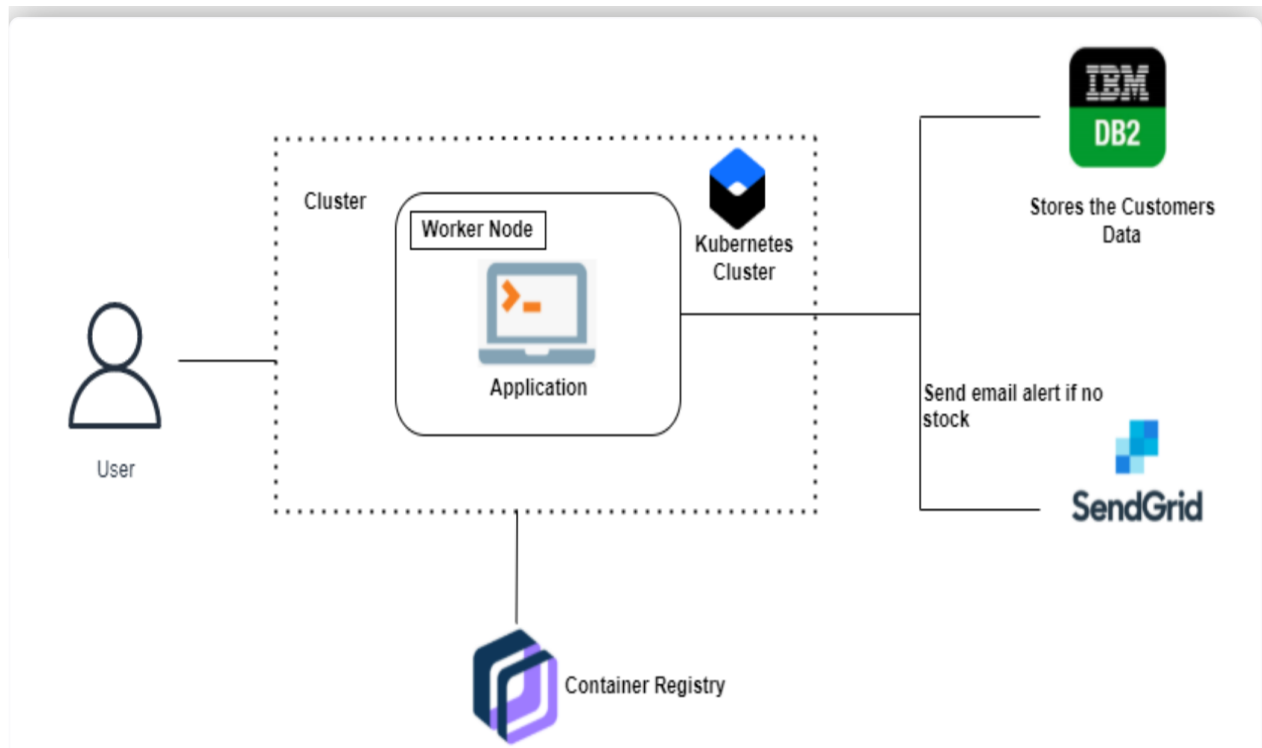 IBM
DB2
Stores the Customers
Data
Cluster
Worker Node
Kubernetes
Cluster
Application
User
Send email alert if no
stock
SendGrid
Container Registry